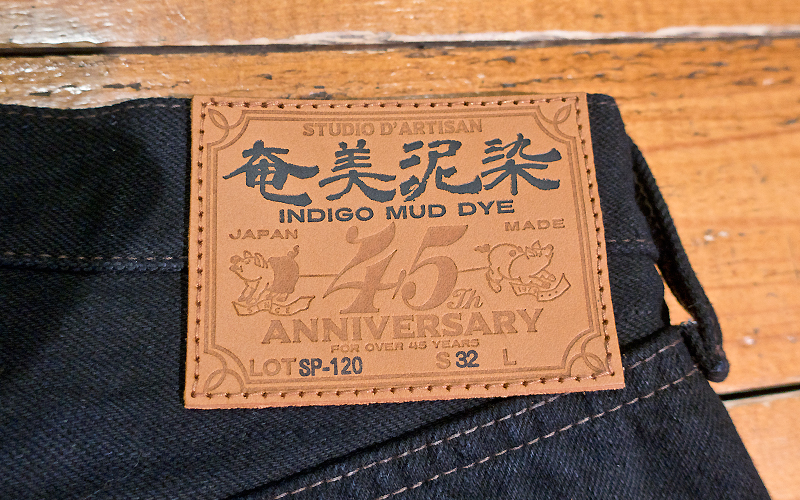 STUDIO D'ARTISAN
奄美泥染
INDIGO MUD DYE
JAPAN MADE
45Th
ANNIVERSARY
FOR OVER 45 YEARS
LOT SP-120 S 32 L